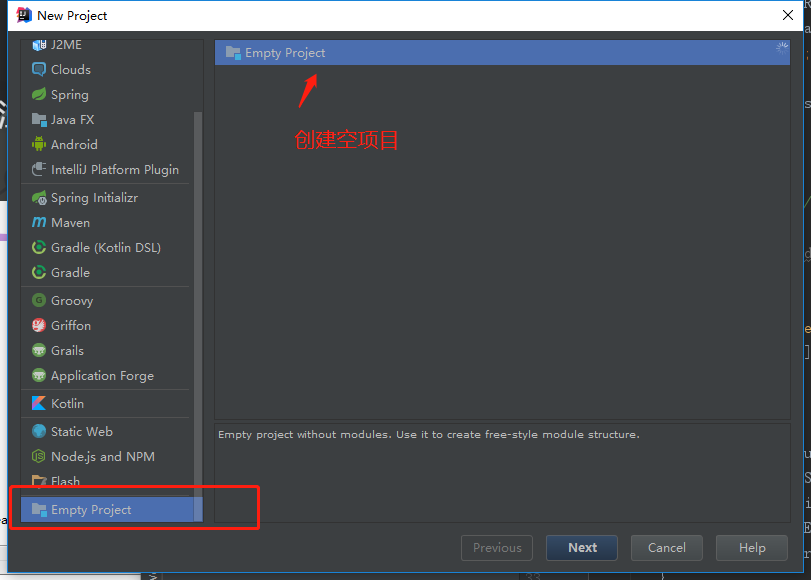 New Project
J2ME
Clouds
Spring
Java FX
Android
IntelliJ Platform Plugin
Spring Initializr
Maven
Gradle (Kotlin DSL)
Gradle
Groovy
Griffon
Grails
Application Forge
Kotlin
Static Web
Node.js and NPM
Flash
Empty Project
Empty Project
创建空项目
Empty project without modules. Use it to create free-style module structure.
Previous
Next
Cancel
Help
33